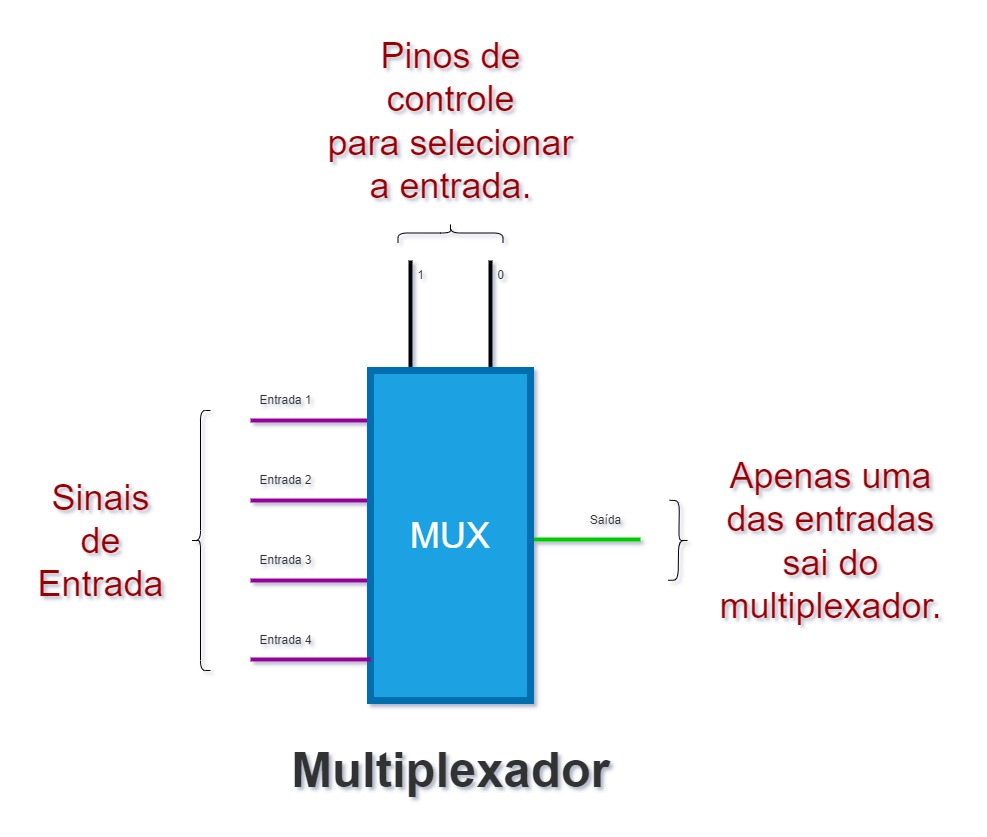 Pinos de
controle
para selecionar
a entrada.
1
0
Entrada 1
Entrada 2
Entrada 3
Entrada 4
Sinais
de
Entrada
MUX
Saída
Apenas uma
das entradas
sai do
multiplexador.
Multiplexador